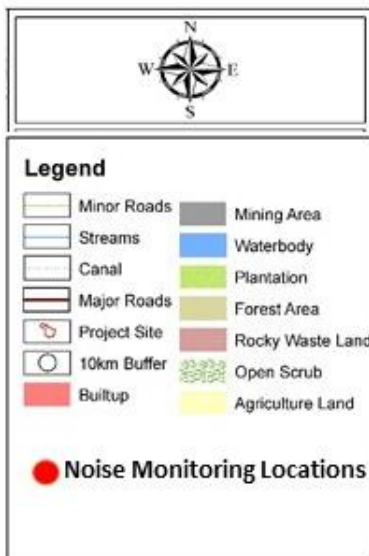 N
W E
S
Legend
Minor Roads
Streams
Canal
Major Roads
Project Site
10km Buffer
Builtup
Mining Area
Waterbody
Plantation
Forest Area
Rocky Waste Land
Open Scrub
Agriculture Land
Noise Monitoring Locations